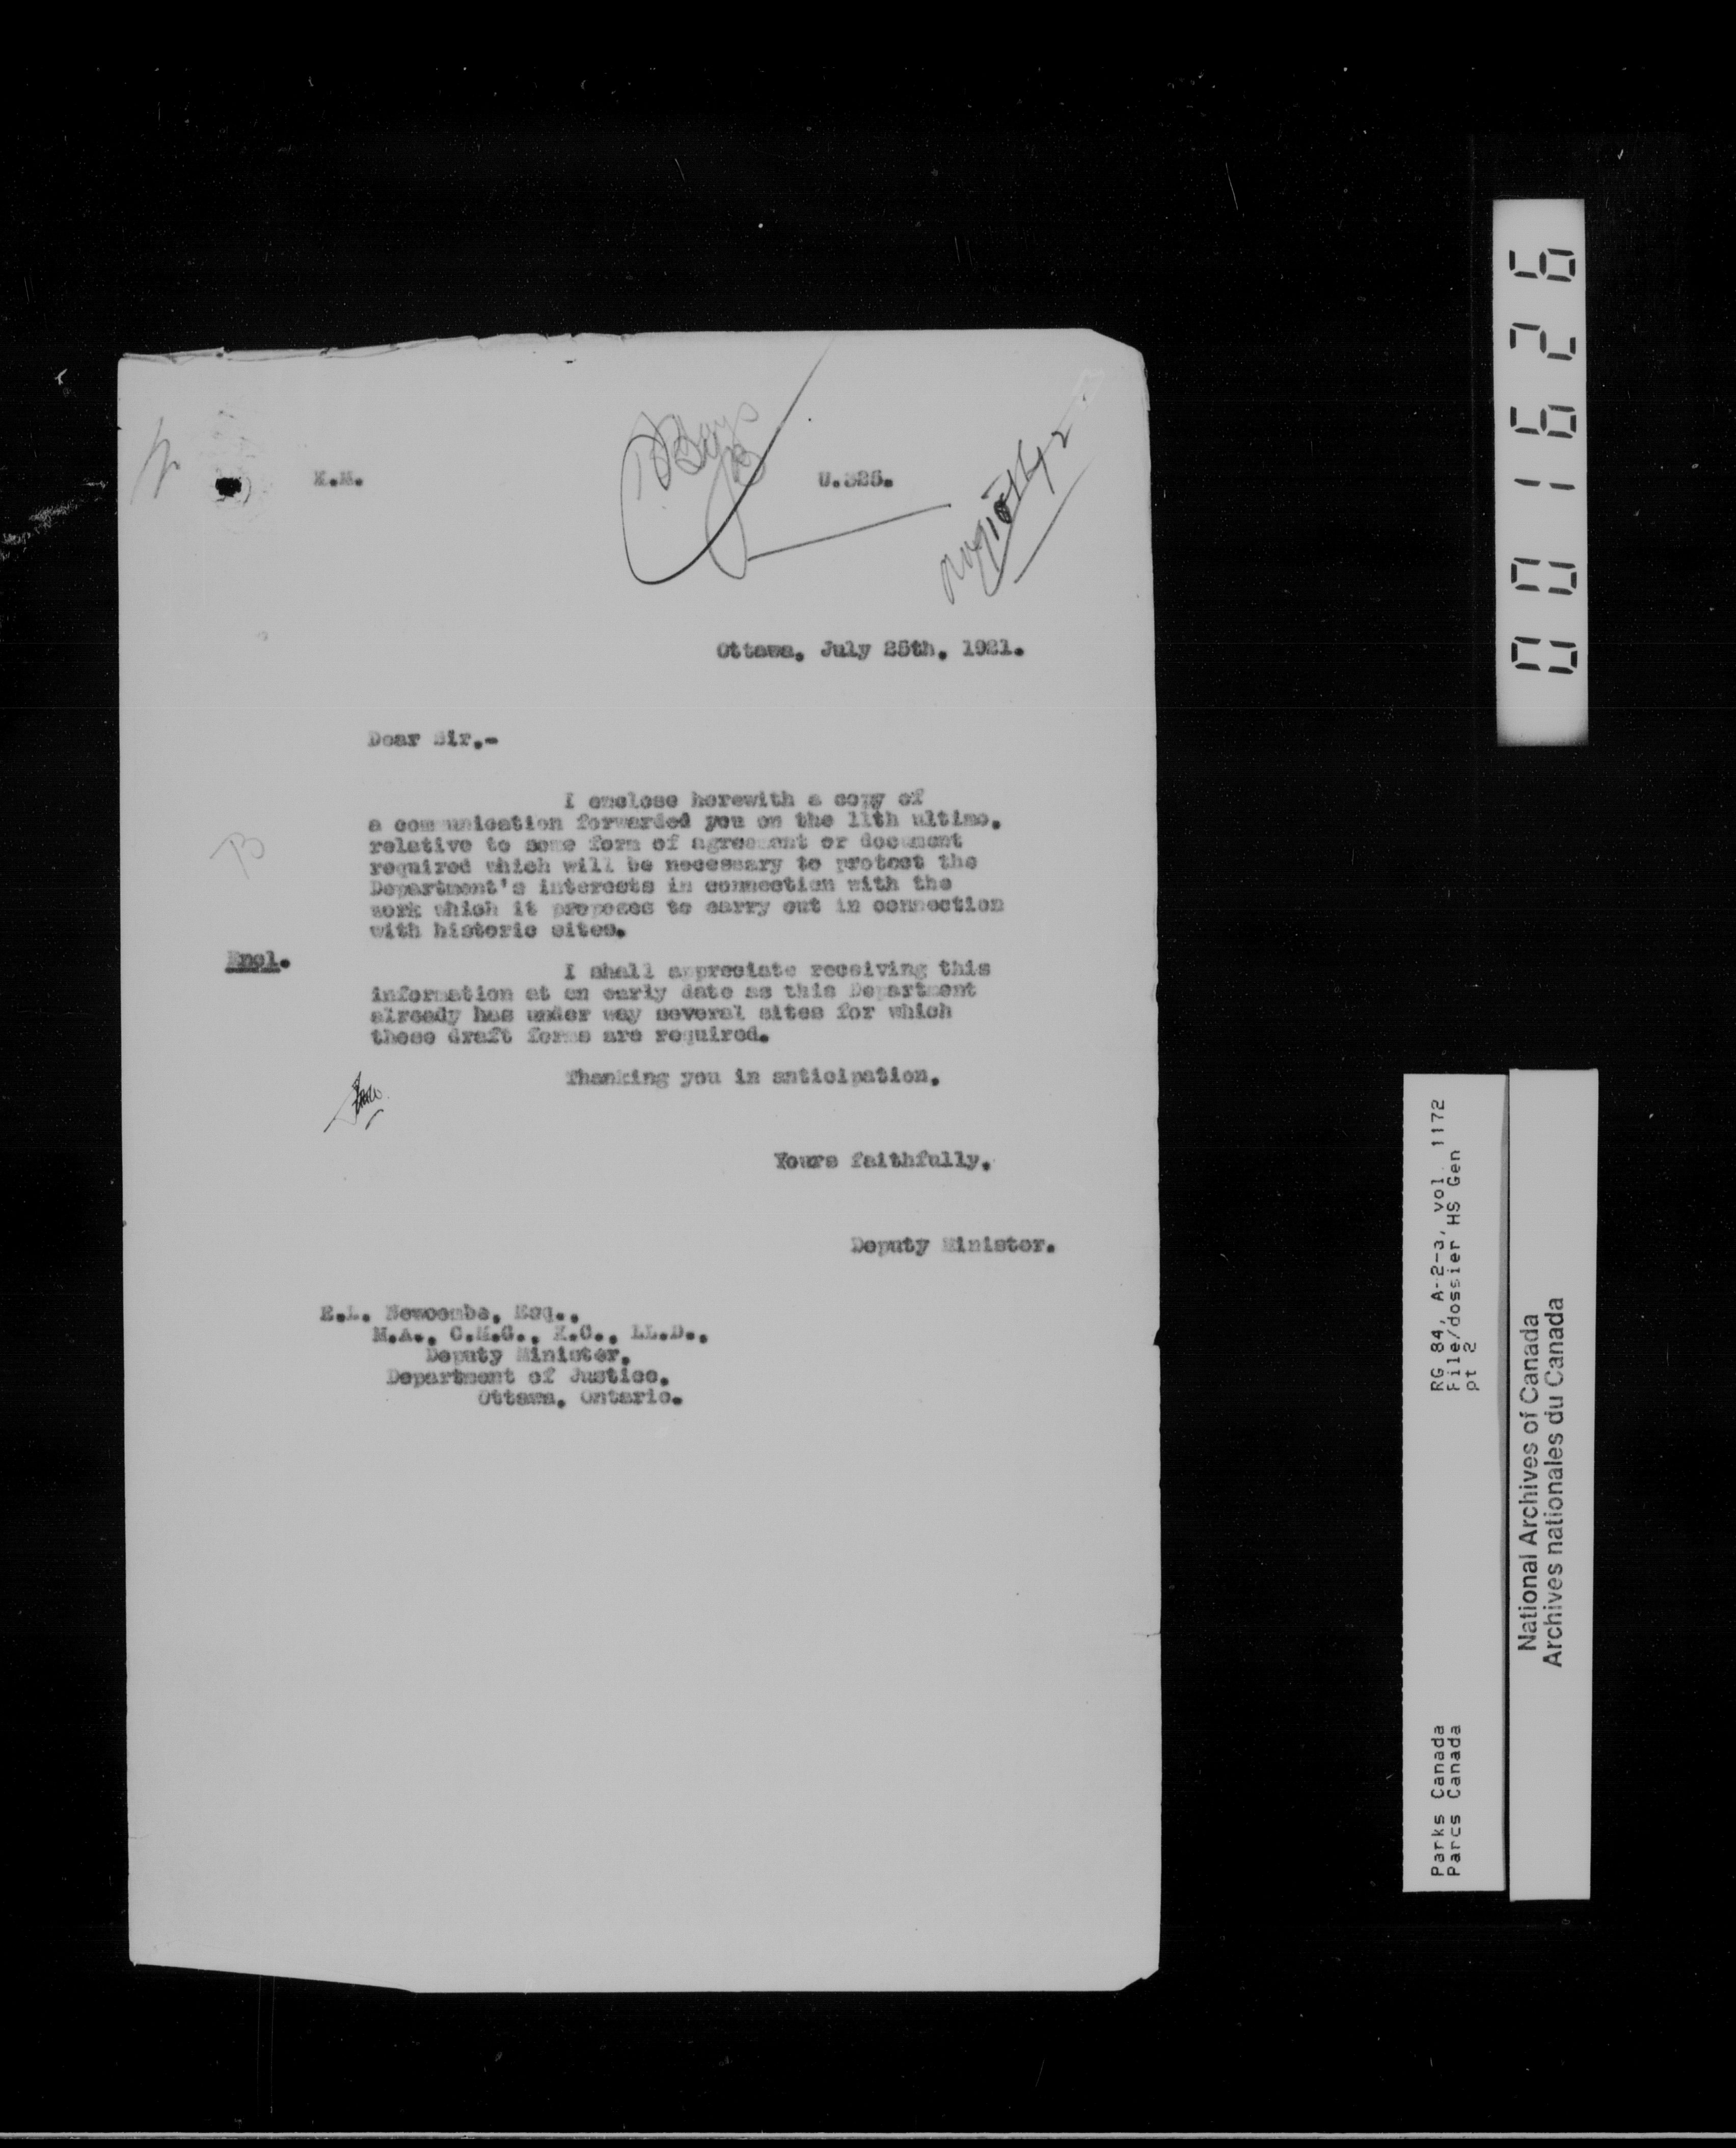 U.325.
Ottawa, July 25th, 1921.
Dear Sir,-
I enclose herewith a copy of
a communication forwarded you on the 11th ultimo,
relative to some form of agreement or document
required which will be necessary to protect the
Department's interests in connection with the
work which it proposes to carry out in connection
with historic sites.
Encl.
I shall appreciate receiving this
information at an early date as this Department
already has under way several sites for which
these draft forms are required.
Thanking you in anticipation,
Yours faithfully,
Deputy Minister.
E.L. Newcombe, Esq.,
M.A., C.M.G., K.C., LL.D.,
Deputy Minister,
Department of Justice,
Ottawa, Ontario.
001626
RG 84, A-2-a, vol. 1172
File/dossier HS Gen
pt 2
Parks Canada
Parcs Canada
National Archives of Canada
Archives nationales du Canada